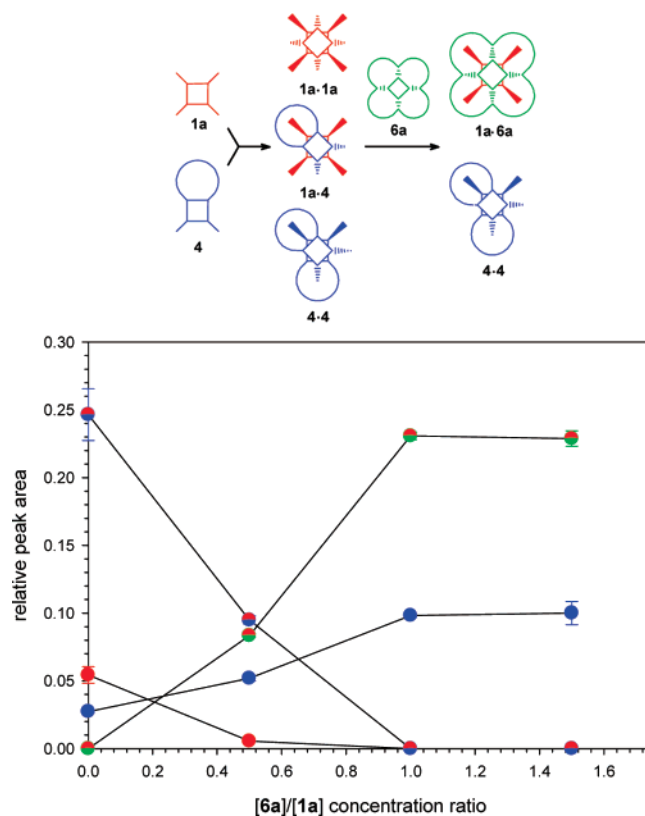 1a
4
1a·1a
1a·4
4·4
6a
1a·6a
4·4
relative peak area
0.30
0.25
0.20
0.15
0.10
0.05
0.00
0.0 0.2 0.4 0.6 0.8 1.0 1.2 1.4 1.6
[6a]/[1a] concentration ratio